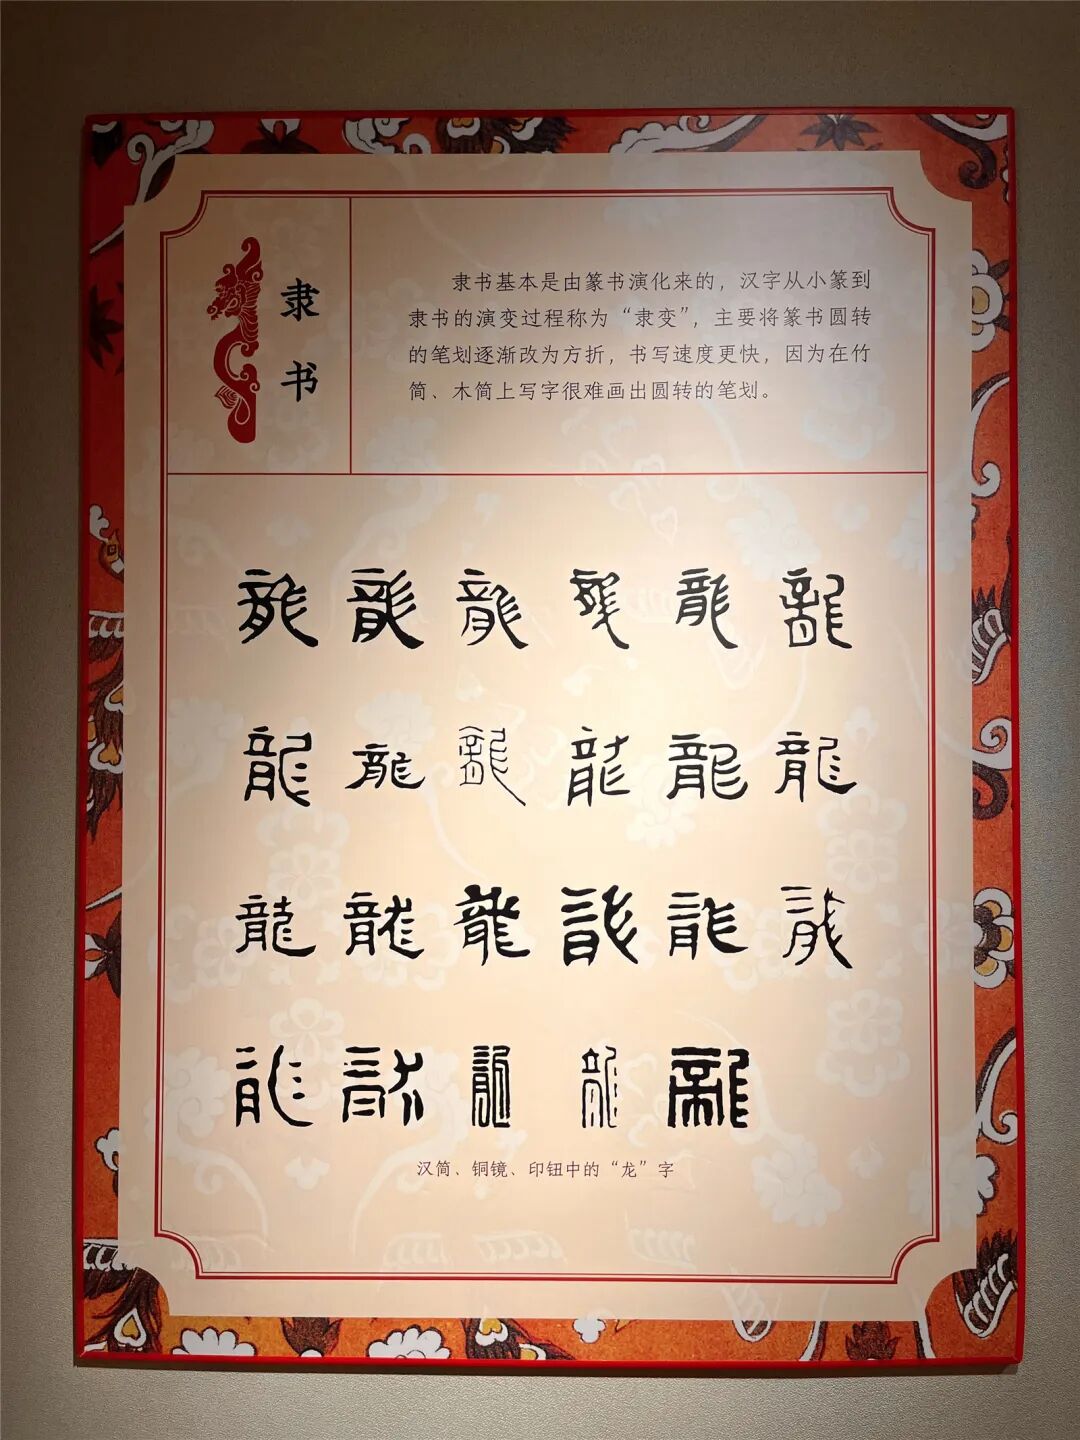 隶书
隶书基本是由篆书演化来的，汉字从小篆到
隶书的演变过程称为“隶变”，主要将篆书圆转
的笔划逐渐改为方折，书写速度更快，因为在竹
简、木简上写字很难画出圆转的笔划。
龍 龍 龍 龍 龍 龍
龍 龍 龍 龍 龍 龍
龍 龍 龍 龍 龍 龍
龍 龍 龍 龍 龍
汉简、铜镜、印钮中的“龙”字